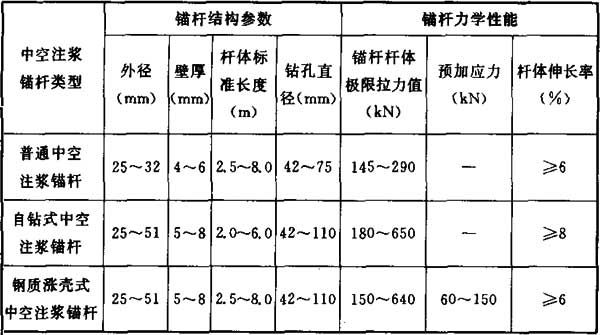 中空注浆
锚杆类型
锚杆结构参数
锚杆力学性能
外径
(mm)
壁厚
(mm)
杆体标
准长度
(m)
钻孔直
径(mm)
锚杆杆体
极限拉力值
(kN)
预加应力
(kN)
杆体伸长率
(%)
普通中空
注浆锚杆
25～32
4～6
2.5～8.0
42～75
145～290
—
≥6
自钻式中空
注浆锚杆
25～51
5～8
2.0～6.0
42～110
180～650
—
≥8
钢质涨壳式
中空注浆锚杆
25～51
5～8
2.5～8.0
42～110
150～640
60～150
≥6